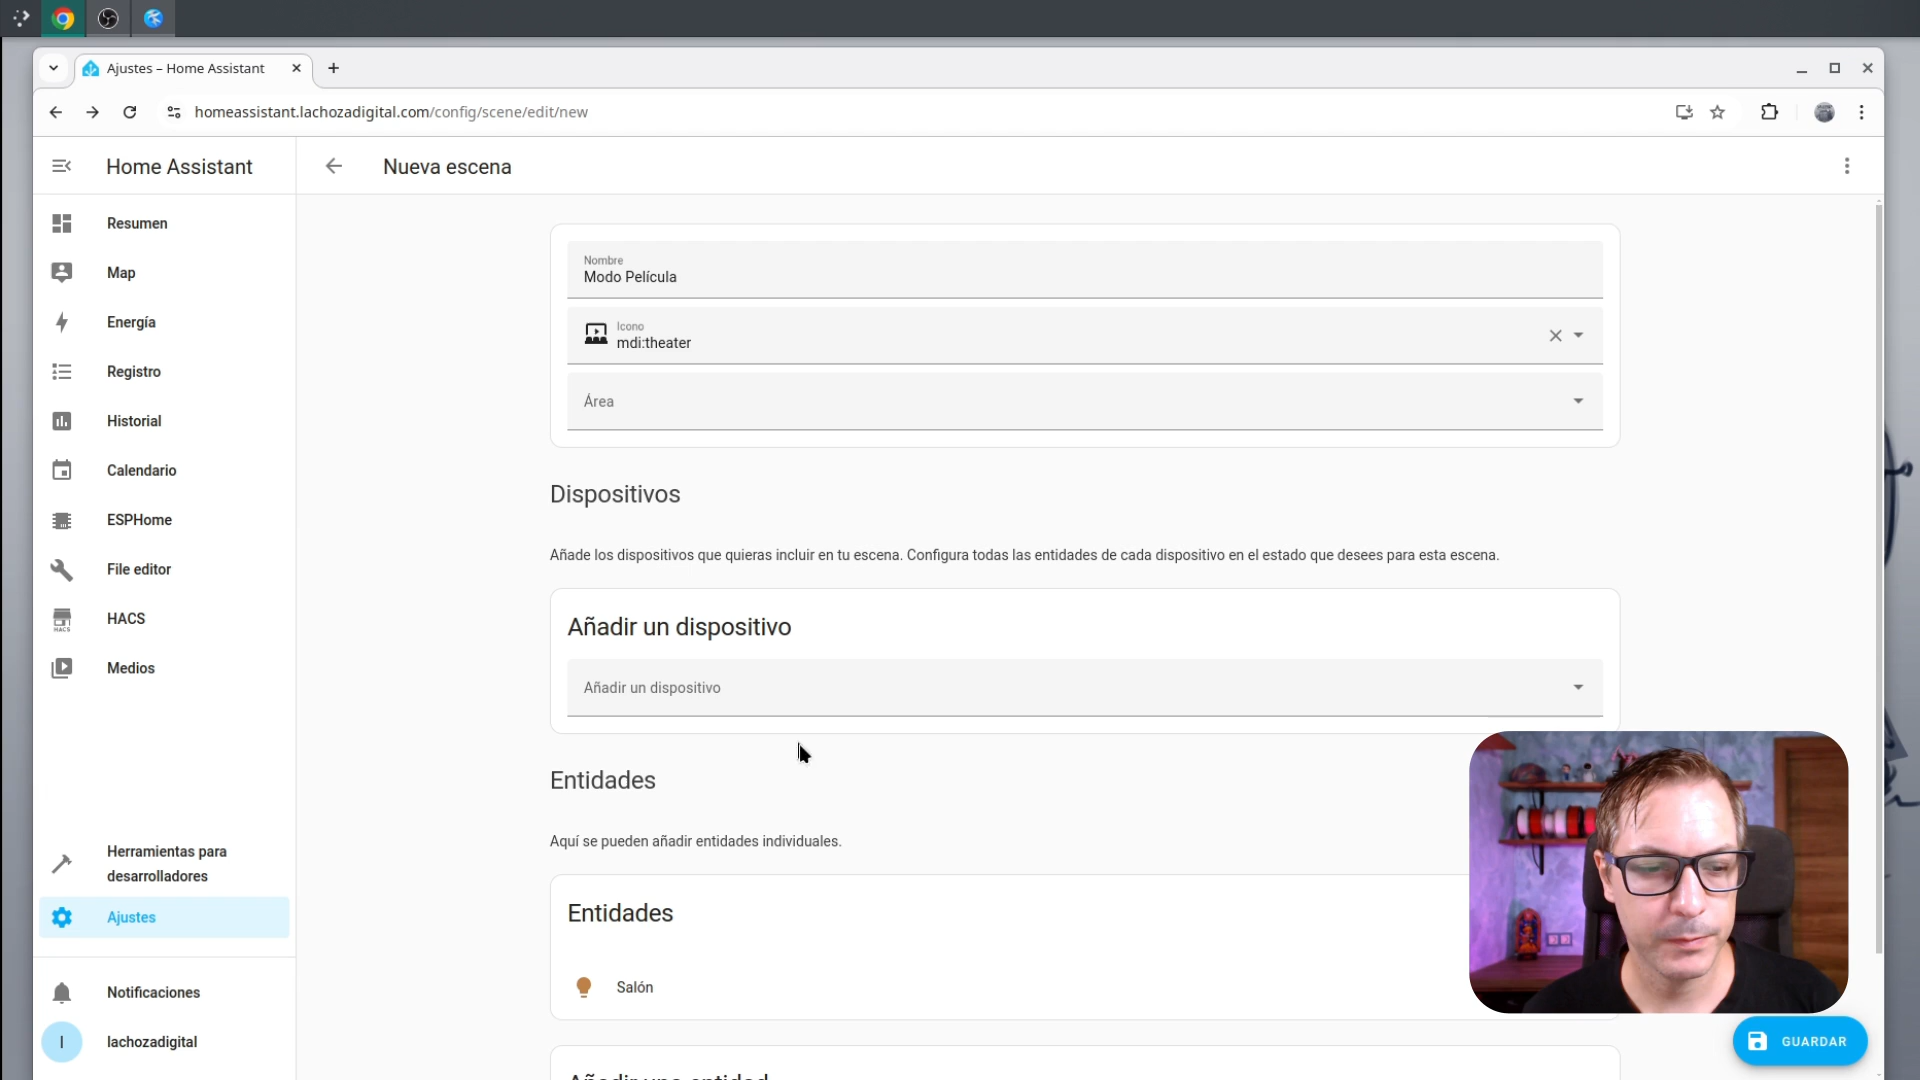 Ajustes – Home Assistant
homeassistant.lachozadigital.com/config/scene/edit/new
Home Assistant
Nueva escena
Resumen
Map
Energía
Registro
Historial
Calendario
ESPHome
File editor
HACS
HACS
Medios
Herramientas para
desarrolladores
Ajustes
Notificaciones
l
lachozadigital
Nombre
Modo Película
Icono
mdi:theater
Área
Dispositivos
Añade los dispositivos que quieras incluir en tu escena. Configura todas las entidades de cada dispositivo en el estado que desees para esta escena.
Añadir un dispositivo
Añadir un dispositivo
Entidades
Aquí se pueden añadir entidades individuales.
Entidades
Salón
Añadir una entidad
GUARDAR